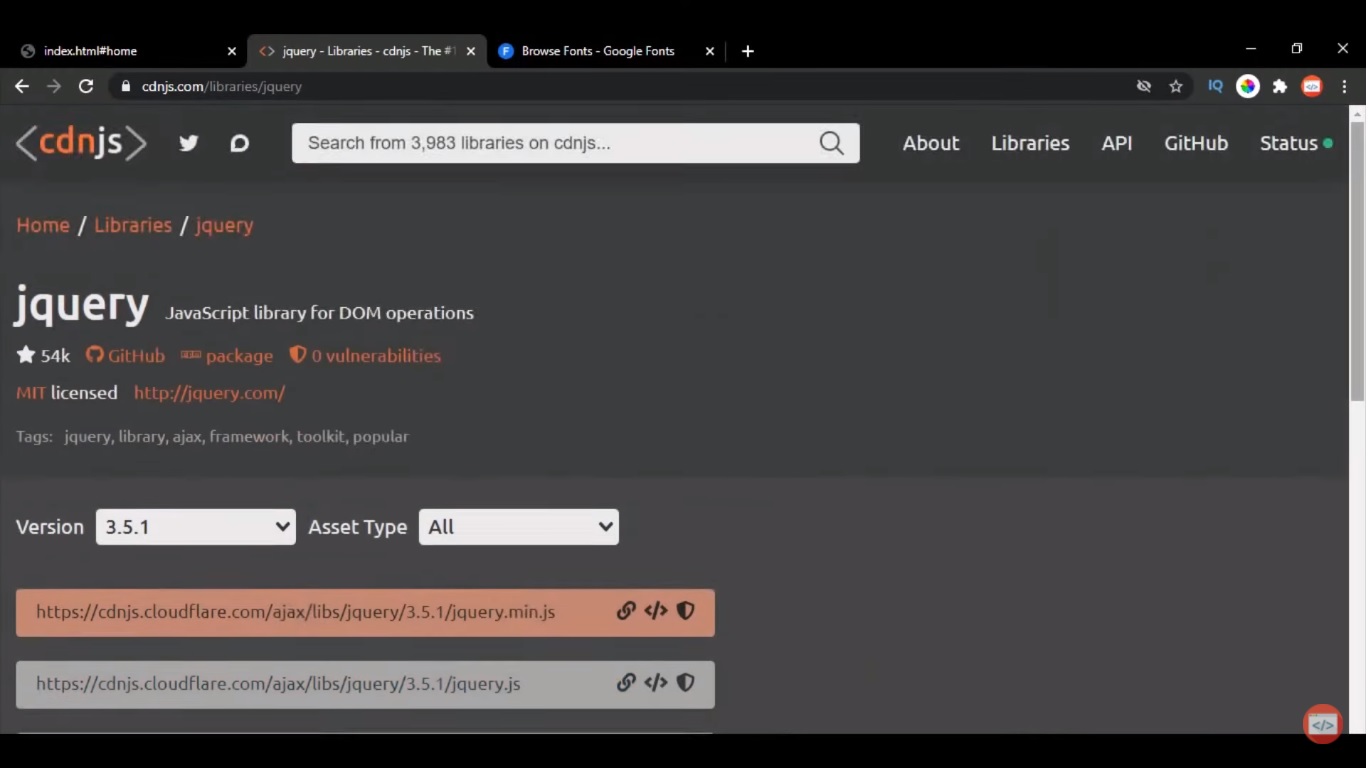 index.html#home
jquery - Libraries - cdnjs - The #1
Browse Fonts - Google Fonts
cdnjs.com/libraries/jquery
IQ
<cdnjs>
Search from 3,983 libraries on cdnjs...
About
Libraries
API
GitHub
Status
Home / Libraries / jquery
jquery JavaScript library for DOM operations
54k GitHub npm package 0 vulnerabilities
MIT licensed http://jquery.com/
Tags: jquery, library, ajax, framework, toolkit, popular
Version 3.5.1 Asset Type All
https://cdnjs.cloudflare.com/ajax/libs/jquery/3.5.1/jquery.min.js </>
https://cdnjs.cloudflare.com/ajax/libs/jquery/3.5.1/jquery.js </>
</>